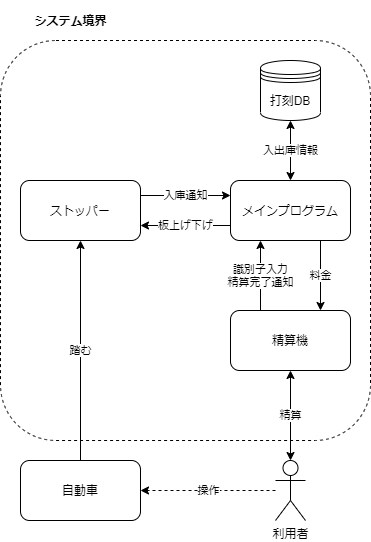 システム境界
打刻DB
入出庫情報
ストッパー
入庫通知
板上げ下げ
メインプログラム
識別子入力
精算完了通知
料金
精算機
踏む
精算
自動車
操作
利用者